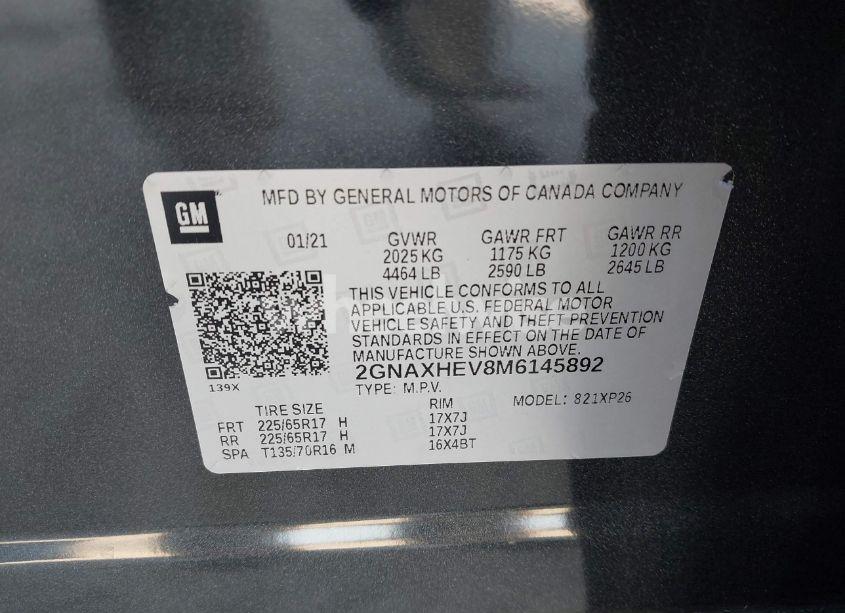 GM
MFD BY GENERAL MOTORS OF CANADA COMPANY
01/21 GVWR GAWR FRT GAWR RR
2025 KG 1175 KG 1200 KG
4464 LB 2590 LB 2645 LB
THIS VEHICLE CONFORMS TO ALL
APPLICABLE U.S. FEDERAL MOTOR
VEHICLE SAFETY AND THEFT PREVENTION
STANDARDS IN EFFECT ON THE DATE OF
MANUFACTURE SHOWN ABOVE.
2GNAXHEV8M6145892
139X
TYPE: M.P.V. MODEL: 821XP26
TIRE SIZE RIM
FRT 225/65R17 H 17X7J
RR 225/65R17 H 17X7J
SPA T135/70R16 M 16X4BT